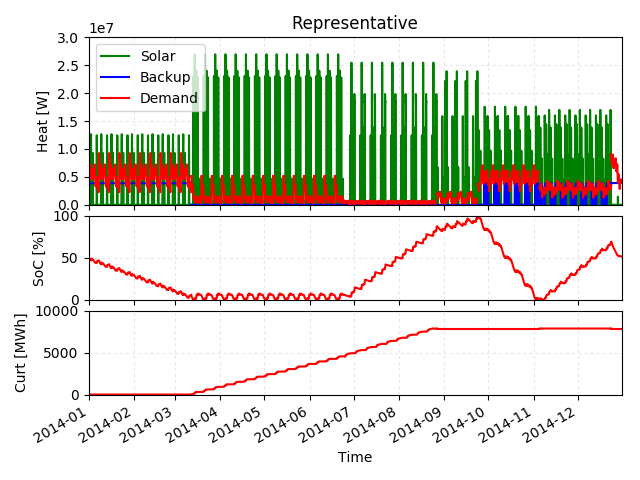 Representative
1e7
3.0
2.5
2.0
1.5
1.0
0.5
0.0
Heat [W]
Solar
Backup
Demand
100
50
0
SoC [%]
10000
5000
0
Curt [MWh]
2014-01
2014-02
2014-03
2014-04
2014-05
2014-06
2014-07
2014-08
2014-09
2014-10
2014-11
2014-12
Time